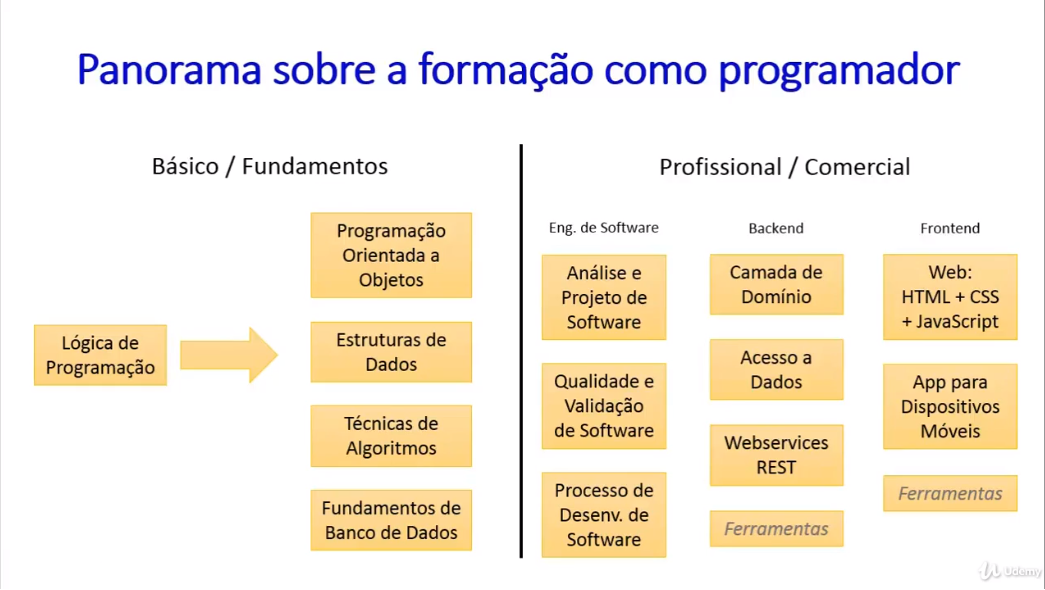 Panorama sobre a formação como programador
Básico / Fundamentos
Lógica de
Programação
Programação
Orientada a
Objetos
Estruturas de
Dados
Técnicas de
Algoritmos
Fundamentos de
Banco de Dados
Profissional / Comercial
Eng. de Software
Análise e
Projeto de
Software
Qualidade e
Validação
de Software
Processo de
Desenv. de
Software
Backend
Camada de
Domínio
Acesso a
Dados
Webservices
REST
Ferramentas
Frontend
Web:
HTML + CSS
+ JavaScript
App para
Dispositivos
Móveis
Ferramentas
Udemy